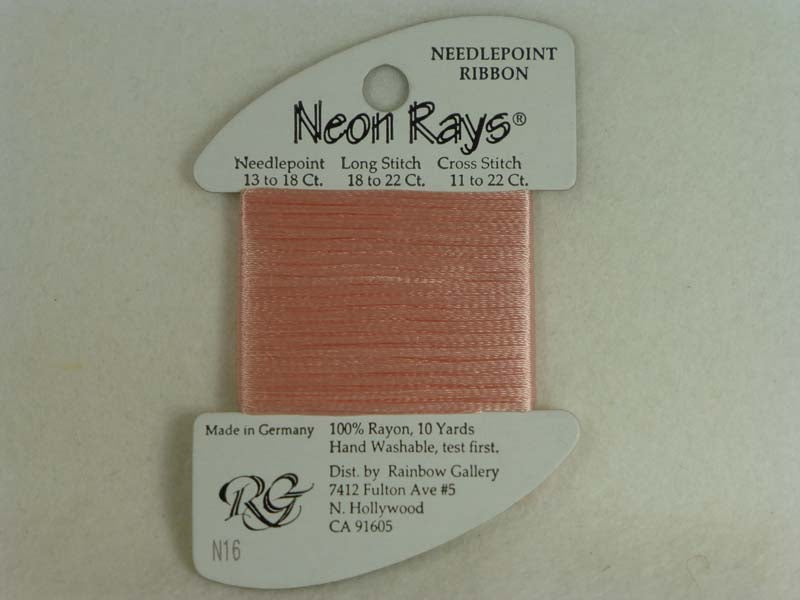 NEEDLEPOINT
RIBBON
Neon Rays®
Needlepoint Long Stitch Cross Stitch
13 to 18 Ct. 18 to 22 Ct. 11 to 22 Ct.
Made in Germany
100% Rayon, 10 Yards
Hand Washable, test first.
Dist. by Rainbow Gallery
7412 Fulton Ave #5
N. Hollywood
CA 91605
RG
N16